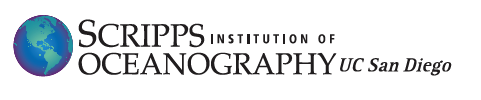 SCRIPPS INSTITUTION OF
OCEANOGRAPHY UC San Diego